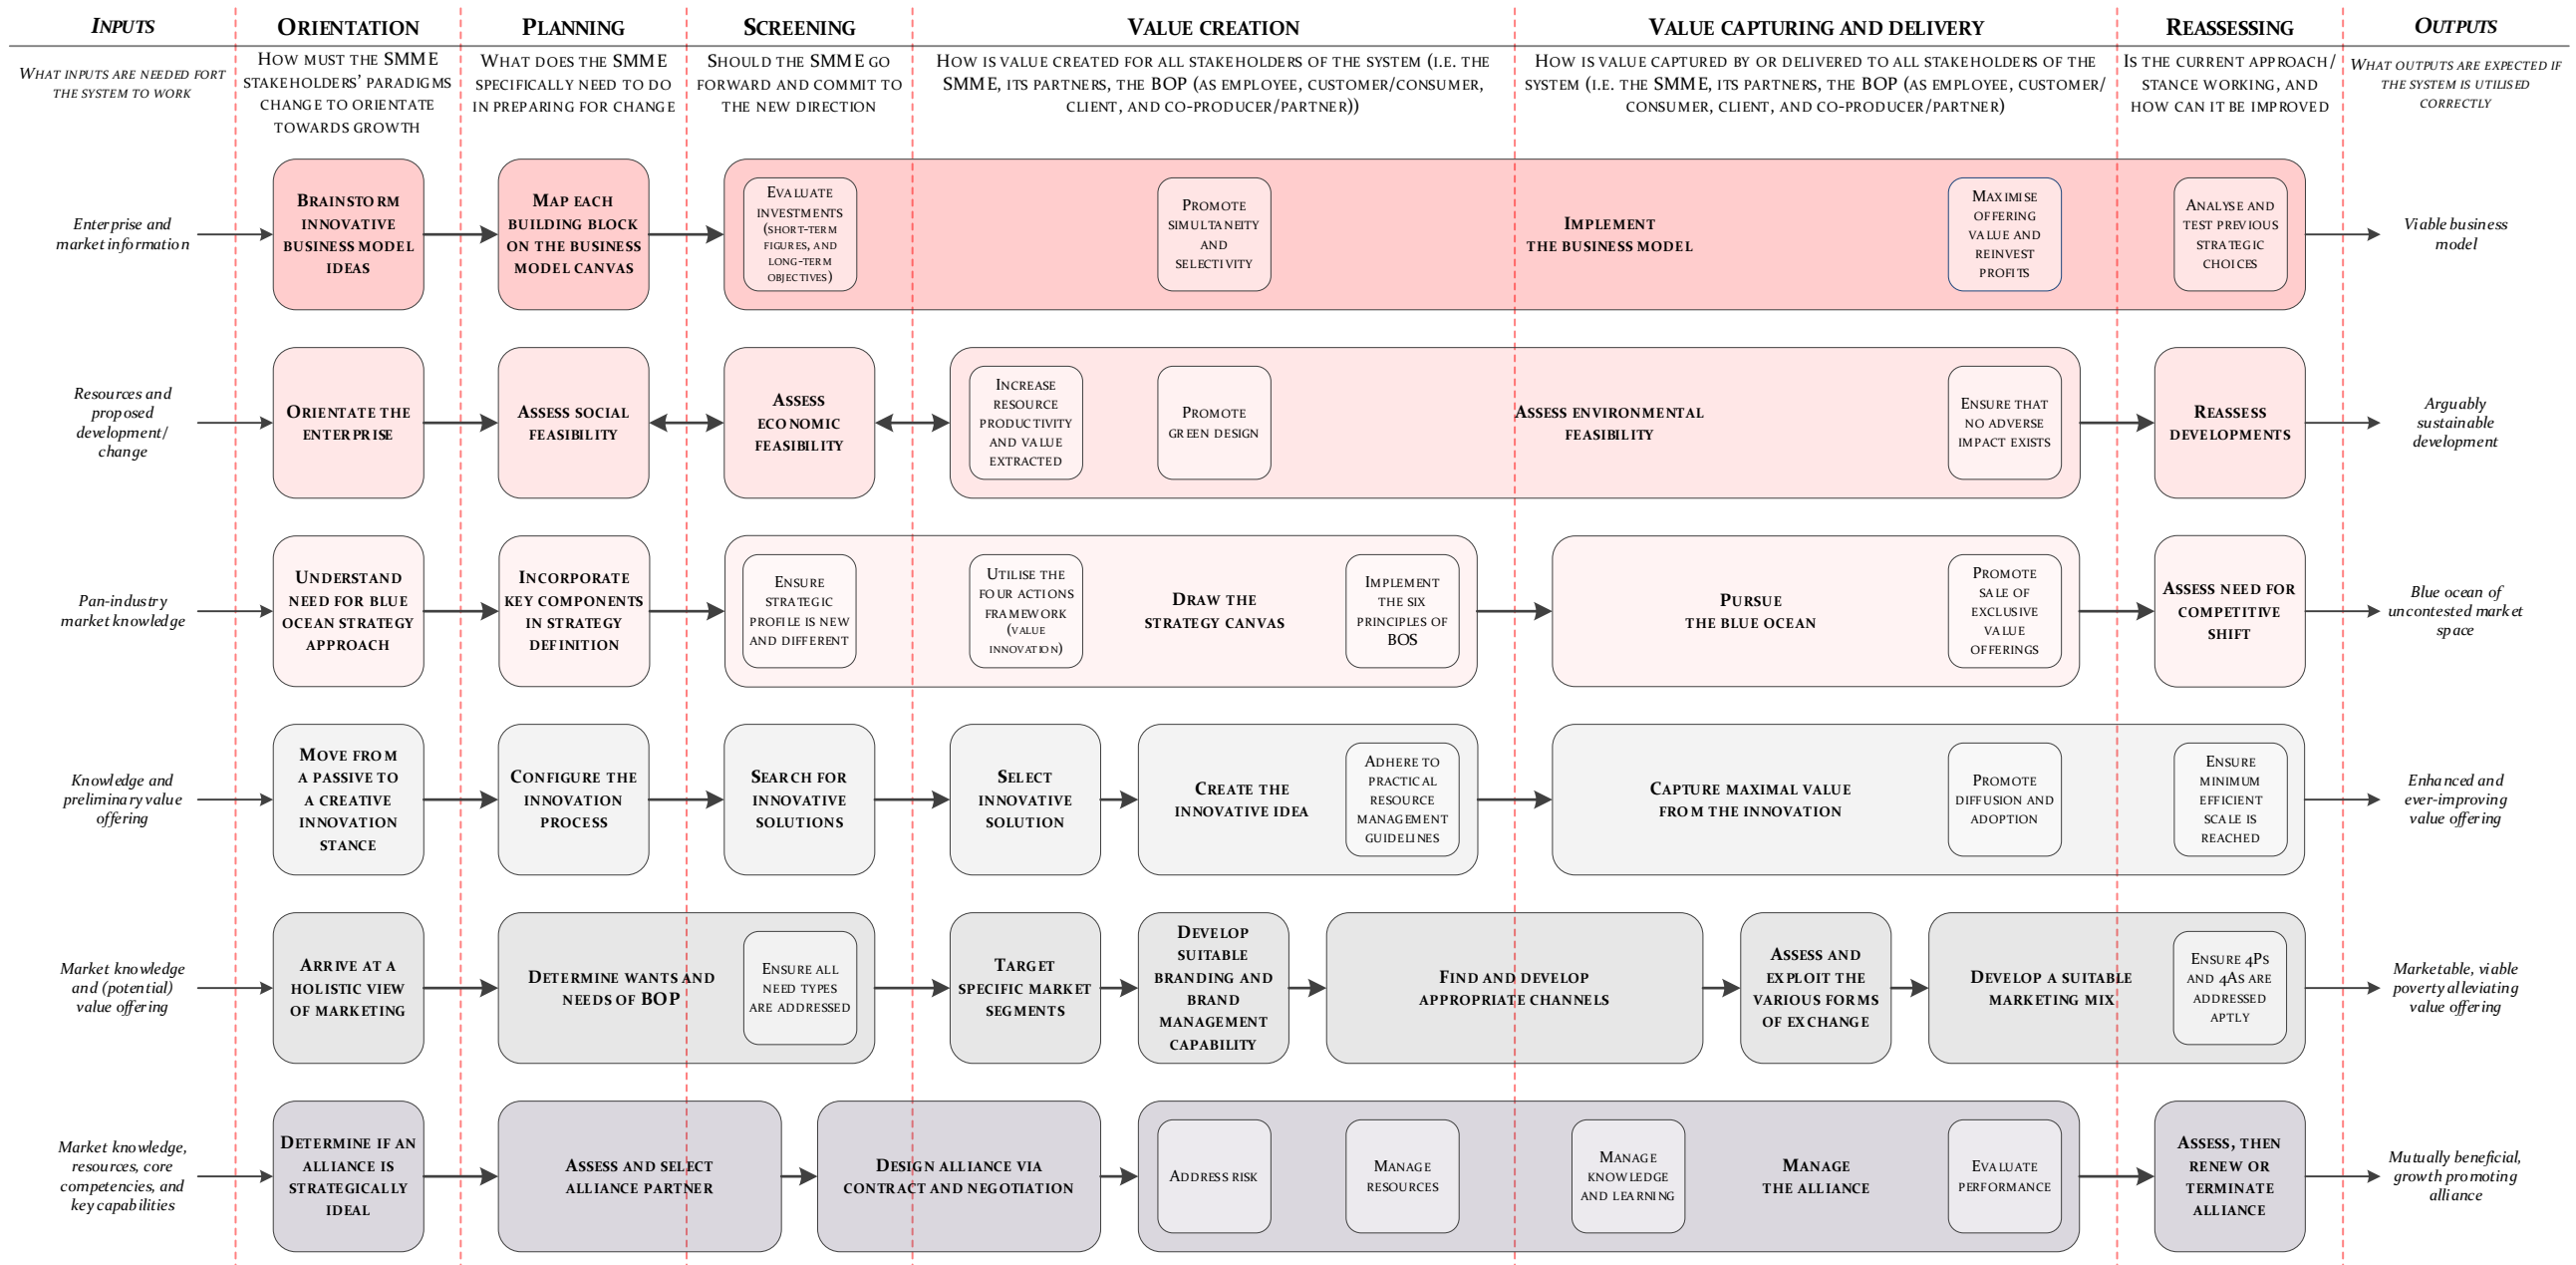 INPUTS
ORIENTATION
PLANNING
SCREENING
VALUE CREATION
VALUE CAPTURING AND DELIVERY
REASSESSING
OUTPUTS
WHAT INPUTS ARE NEEDED FORT
THE SYSTEM TO WORK
HOW MUST THE SMME
STAKEHOLDERS' PARADIGMS
CHANGE TO ORIENTATE
TOWARDS GROWTH
WHAT DOES THE SMME
SPECIFICALLY NEED TO DO
IN PREPARING FOR CHANGE
SHOULD THE SMME GO
FORWARD AND COMMIT TO
THE NEW DIRECTION
HOW IS VALUE CREATED FOR ALL STAKEHOLDERS OF THE SYSTEM (I.E. THE
SMME, ITS PARTNERS, THE BOP (AS EMPLOYEE, CUSTOMER/CONSUMER,
CLIENT, AND CO-PRODUCER/PARTNER))
HOW IS VALUE CAPTURED BY OR DELIVERED TO ALL STAKEHOLDERS OF THE
SYSTEM (I.E. THE SMME, ITS PARTNERS, THE BOP (AS EMPLOYEE, CUSTOMER/
CONSUMER, CLIENT, AND CO-PRODUCER/PARTNER)
IS THE CURRENT APPROACH/
STANCE WORKING, AND
HOW CAN IT BE IMPROVED
WHAT OUTPUTS ARE EXPECTED IF
THE SYSTEM IS UTILISED
CORRECTLY
Enterprise and
market information
BRAINSTORM
INNOVATIVE
BUSINESS MODEL
IDEAS
MAP EACH
BUILDING BLOCK
ON THE BUSINESS
MODEL CANVAS
EVALUATE
INVESTMENTS
(SHORT-TERM
FIGURES, AND
LONG-TERM
OBJECTIVES)
PROMOTE
SIMULTANEITY
AND
SELECTIVITY
IMPLEMENT
THE BUSINESS MODEL
MAXIMISE
OFFERING
VALUE AND
REINVEST
PROFITS
ANALYSE AND
TEST PREVIOUS
STRATEGIC
CHOICES
Viable business
model
Resources and
proposed
development/
change
ORIENTATE THE
ENTERPRISE
ASSESS SOCIAL
FEASIBILITY
ASSESS
ECONOMIC
FEASIBILITY
INCREASE
RESOURCE
PRODUCTIVITY
AND VALUE
EXTRACTED
PROMOTE
GREEN DESIGN
ASSESS ENVIRONMENTAL
FEASIBILITY
ENSURE THAT
NO ADVERSE
IMPACT EXISTS
REASSESS
DEVELOPMENTS
Arguably
sustainable
development
Pan-industry
market knowledge
UNDERSTAND
NEED FOR BLUE
OCEAN STRATEGY
APPROACH
INCORPORATE
KEY COMPONENTS
IN STRATEGY
DEFINITION
ENSURE
STRATEGIC
PROFILE IS NEW
AND DIFFERENT
UTILISE THE
FOUR ACTIONS
FRAMEWORK
(VALUE
INNOVATION)
DRAW THE
STRATEGY CANVAS
IMPLEMENT
THE SIX
PRINCIPLES OF
BOS
PURSUE
THE BLUE OCEAN
PROMOTE
SALE OF
EXCLUSIVE
VALUE
OFFERINGS
ASSESS NEED FOR
COMPETITIVE
SHIFT
Blue ocean of
uncontested market
space
Knowledge and
preliminary value
offering
MOVE FROM
A PASSIVE TO
A CREATIVE
INNOVATION
STANCE
CONFIGURE THE
INNOVATION
PROCESS
SEARCH FOR
INNOVATIVE
SOLUTIONS
SELECT
INNOVATIVE
SOLUTION
CREATE THE
INNOVATIVE IDEA
ADHERE TO
PRACTICAL
RESOURCE
MANAGEMENT
GUIDELINES
CAPTURE MAXIMAL VALUE
FROM THE INNOVATION
PROMOTE
DIFFUSION AND
ADOPTION
ENSURE
MINIMUM
EFFICIENT
SCALE IS
REACHED
Enhanced and
ever-improving
value offering
Market knowledge
and (potential)
value offering
ARRIVE AT A
HOLISTIC VIEW
OF MARKETING
DETERMINE WANTS AND
NEEDS OF BOP
ENSURE ALL
NEED TYPES
ARE ADDRESSED
TARGET
SPECIFIC MARKET
SEGMENTS
DEVELOP
SUITABLE
BRANDING AND
BRAND
MANAGEMENT
CAPABILITY
FIND AND DEVELOP
APPROPRIATE CHANNELS
ASSESS AND
EXPLOIT THE
VARIOUS FORMS
OF EXCHANGE
DEVELOP A SUITABLE
MARKETING MIX
ENSURE 4PS
AND 4AS ARE
ADDRESSED
APTLY
Marketable, viable
poverty alleviating
value offering
Market knowledge,
resources, core
competencies, and
key capabilities
DETERMINE IF AN
ALLIANCE IS
STRATEGICALLY
IDEAL
ASSESS AND SELECT
ALLIANCE PARTNER
DESIGN ALLIANCE VIA
CONTRACT AND NEGOTIATION
ADDRESS RISK
MANAGE
RESOURCES
MANAGE
KNOWLEDGE
AND LEARNING
MANAGE
THE ALLIANCE
EVALUATE
PERFORMANCE
ASSESS, THEN
RENEW OR
TERMINATE
ALLIANCE
Mutually beneficial,
growth promoting
alliance